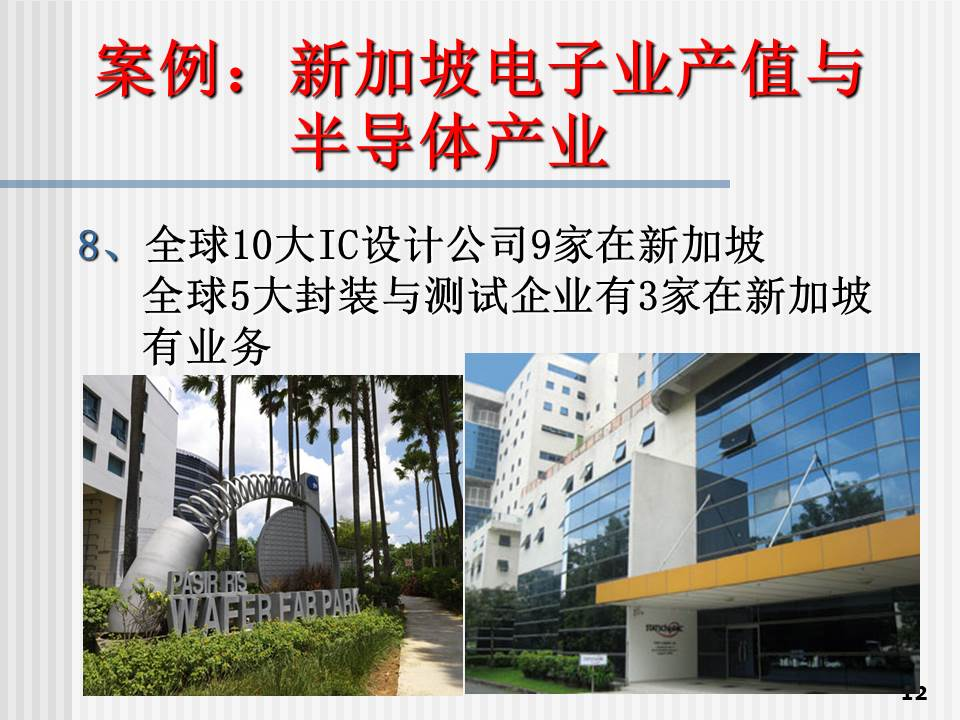 案例：新加坡电子业产值与
半导体产业
8、全球10大IC设计公司9家在新加坡
全球5大封装与测试企业有3家在新加坡
有业务
PASIR RIS
WAFER FAB PARK
12